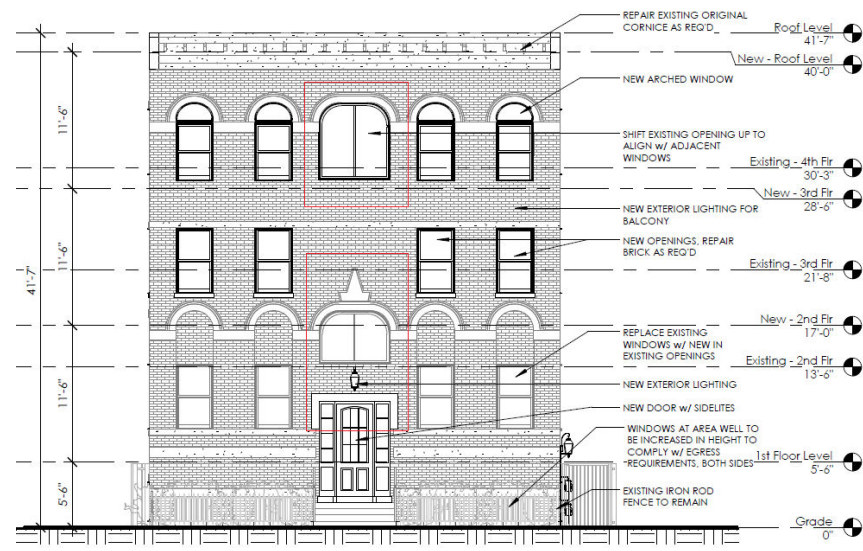 REPAIR EXISTING ORIGINAL
CORNICE AS REQ'D
Roof Level
41'-7"
New - Roof Level
40'-0"
NEW ARCHED WINDOW
SHIFT EXISTING OPENING UP TO
ALIGN w/ ADJACENT
WINDOWS
Existing - 4th Flr
30'-3"
New - 3rd Flr
28'-6"
NEW EXTERIOR LIGHTING FOR
BALCONY
NEW OPENINGS, REPAIR
BRICK AS REQ'D
Existing - 3rd Flr
21'-8"
New - 2nd Flr
17'-0"
REPLACE EXISTING
WINDOWS w/ NEW IN
EXISTING OPENINGS
Existing - 2nd Flr
13'-6"
NEW EXTERIOR LIGHTING
NEW DOOR w/ SIDELITES
WINDOWS AT AREA WELL TO
BE INCREASED IN HEIGHT TO
COMPLY w/ EGRESS
REQUIREMENTS, BOTH SIDES
1st Floor Level
5'-6"
EXISTING IRON ROD
FENCE TO REMAIN
Grade
0"
41'-7"
11'-6"
11'-6"
11'-6"
5'-6"